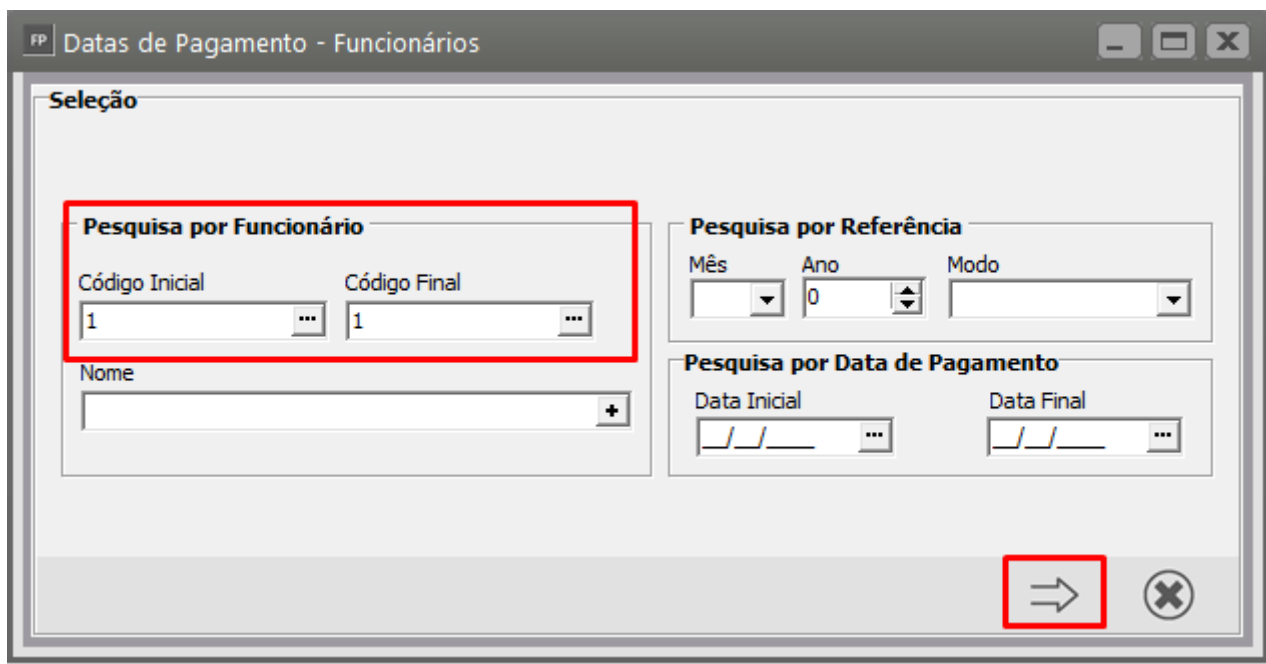 FP Datas de Pagamento - Funcionários
Seleção
Pesquisa por Funcionário
Código Inicial Código Final
1 ... 1 ...
Nome
+
Pesquisa por Referência
Mês Ano Modo
0
Pesquisa por Data de Pagamento
Data Inicial Data Final
__/__/____ ... __/__/____ ...